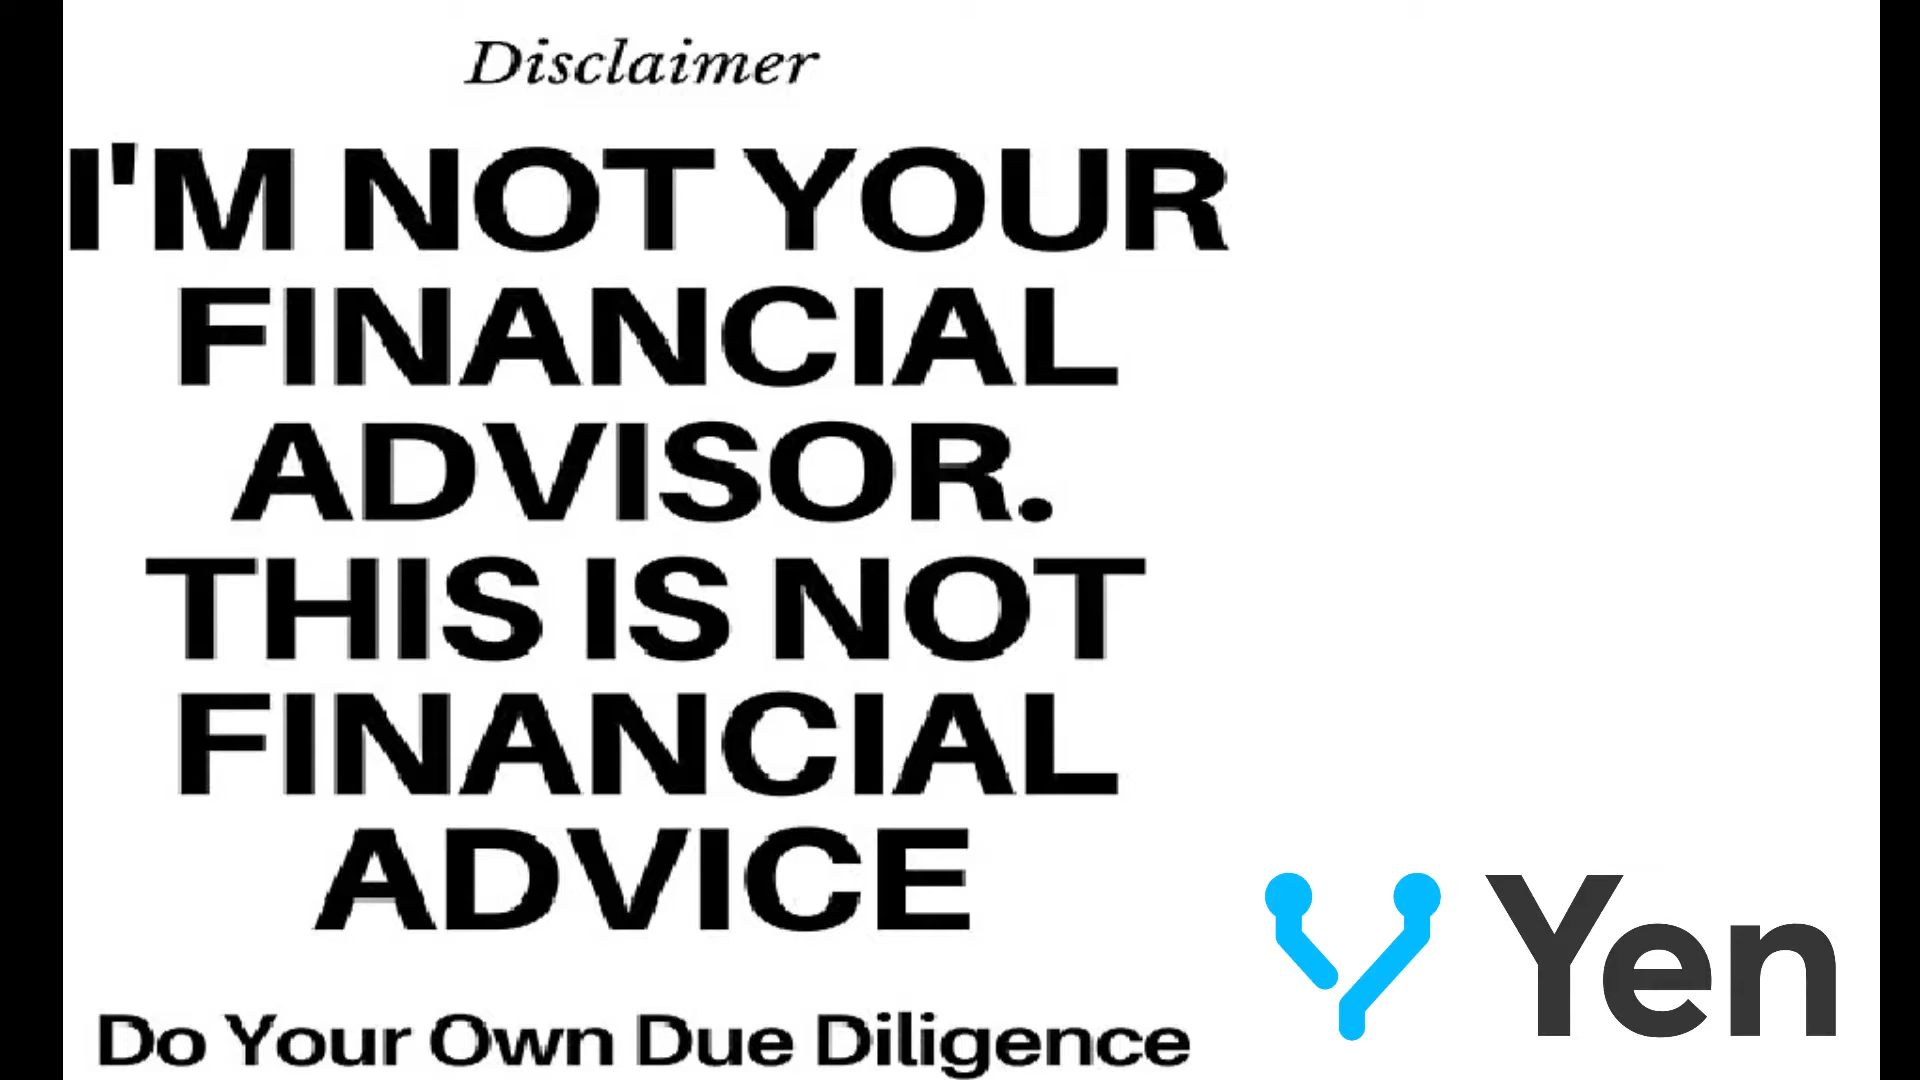 Disclaimer
I'M NOT YOUR
FINANCIAL
ADVISOR.
THIS IS NOT
FINANCIAL
ADVICE
Do Your Own Due Diligence
Yen